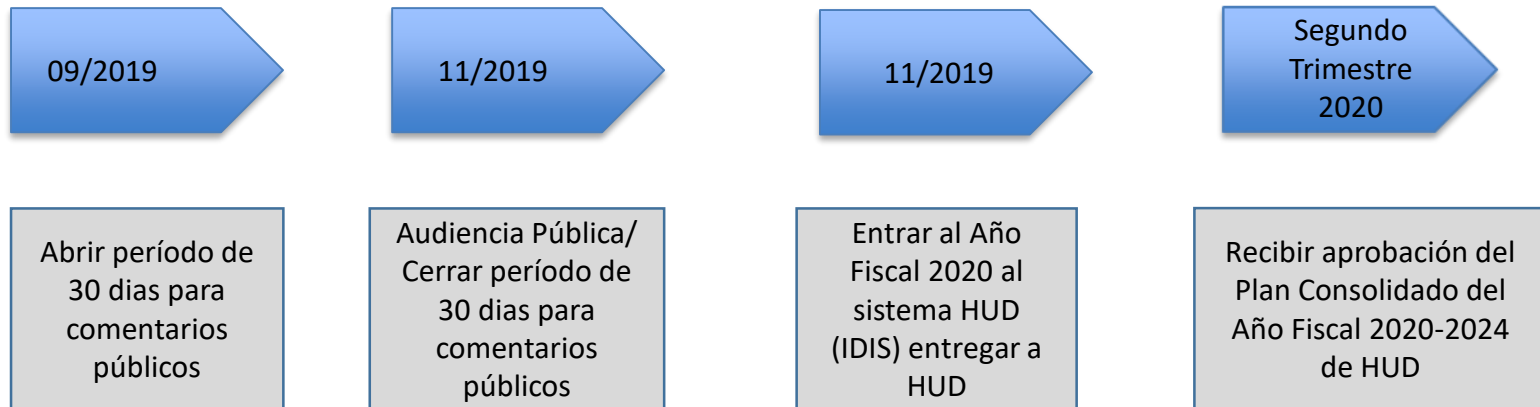 09/2019
11/2019
11/2019
Segundo
Trimestre
2020
Abrir período de
30 dias para
comentarios
públicos
Audiencia Pública/
Cerrar período de
30 dias para
comentarios
públicos
Entrar al Año
Fiscal 2020 al
sistema HUD
(IDIS) entregar a
HUD
Recibir aprobación del
Plan Consolidado del
Año Fiscal 2020-2024
de HUD